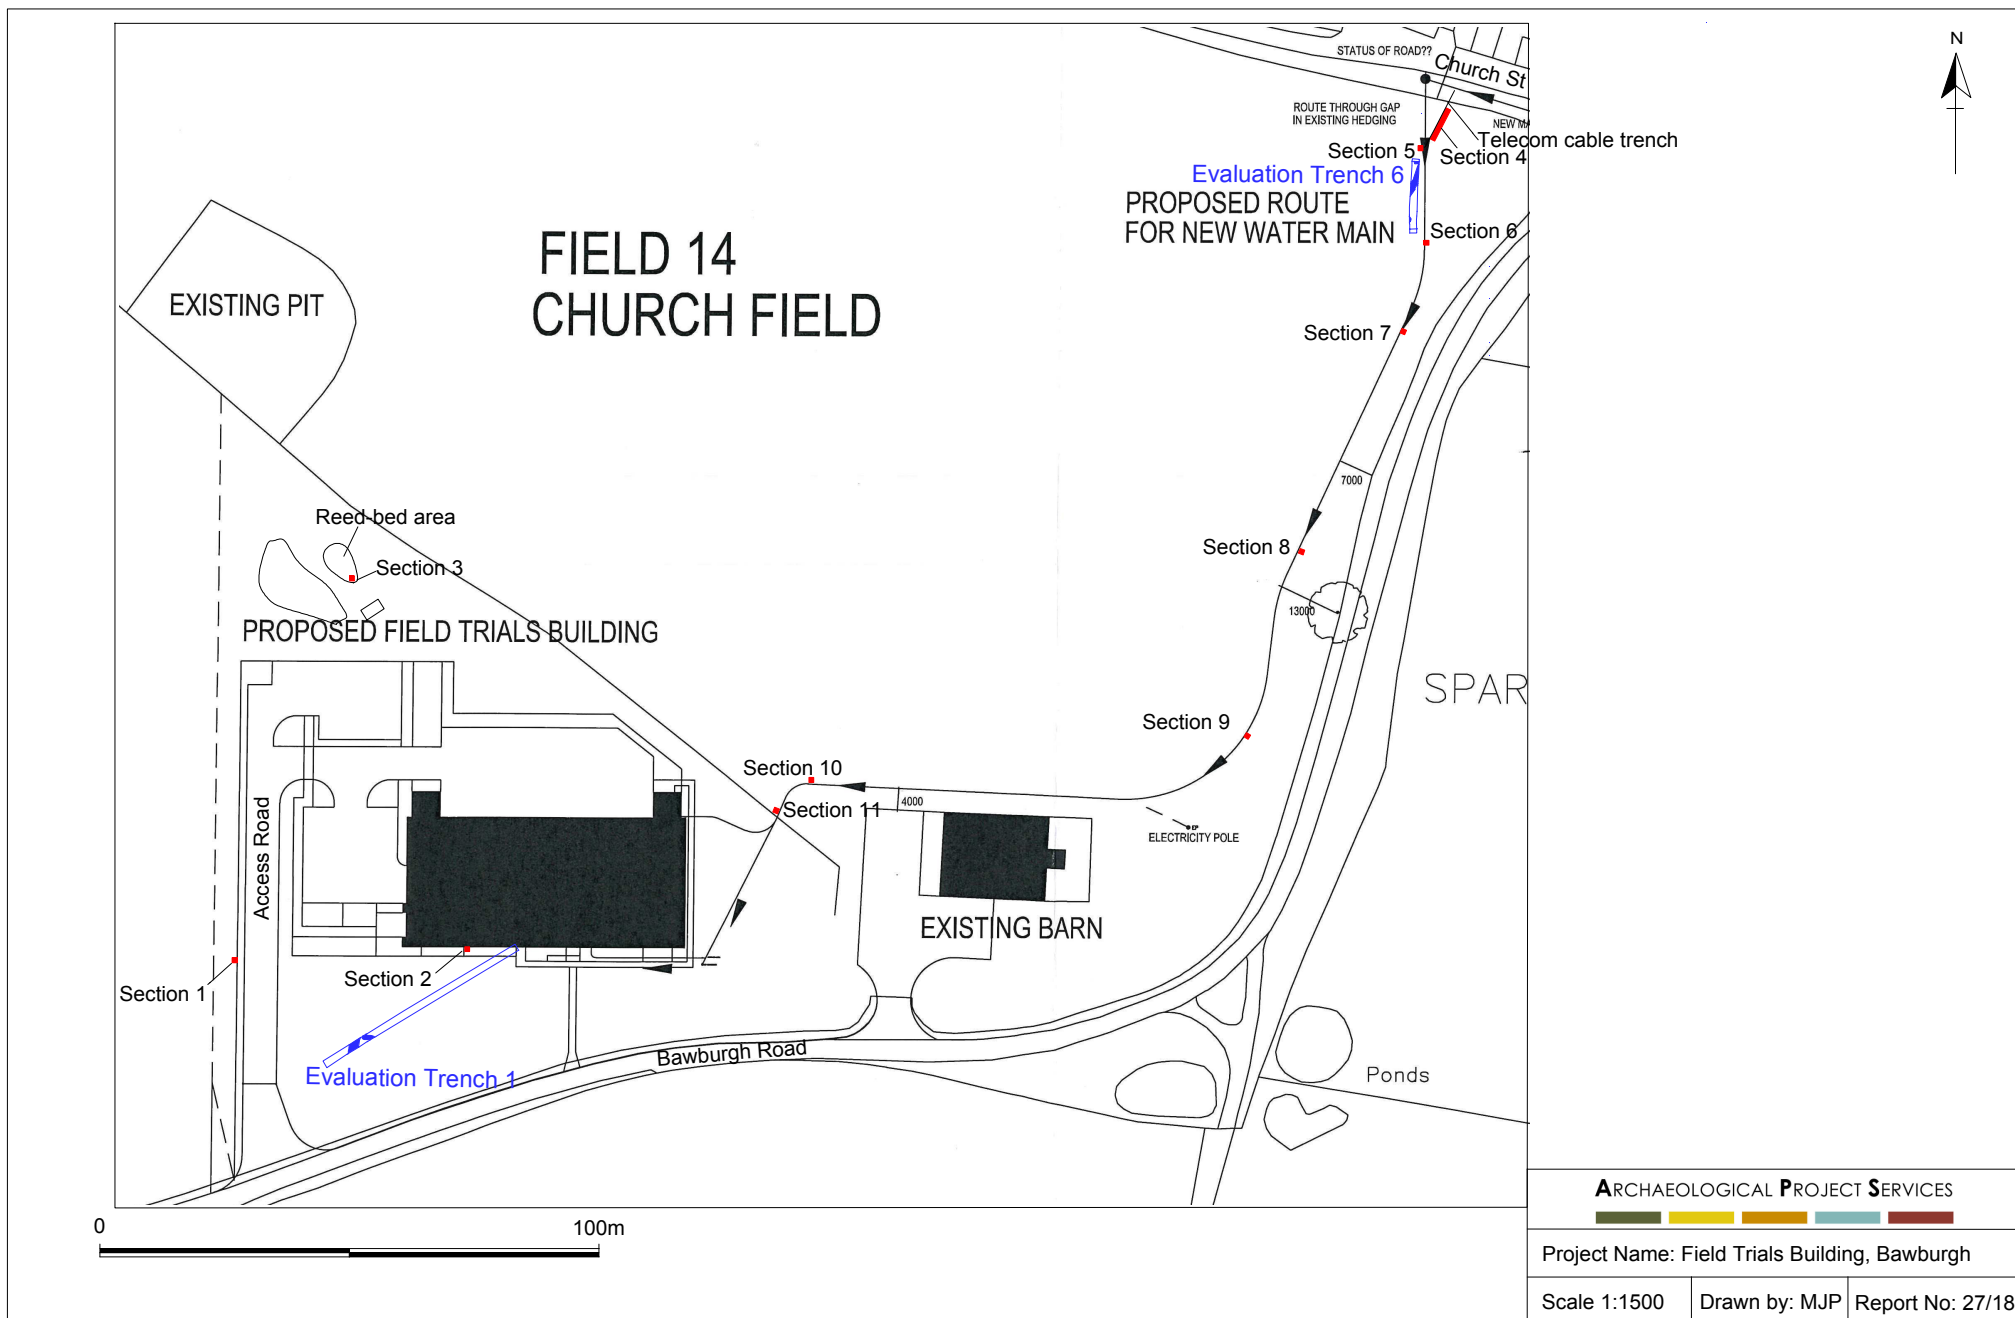 N
STATUS OF ROAD??
Church St
ROUTE THROUGH GAP
IN EXISTING HEDGING
Telecom cable trench
Section 5
Section 4
Evaluation Trench 6
PROPOSED ROUTE
FOR NEW WATER MAIN
Section 6
FIELD 14
CHURCH FIELD
EXISTING PIT
Section 7
7000
Reed-bed area
Section 3
Section 8
13000
PROPOSED FIELD TRIALS BUILDING
SPAR
Section 9
Section 10
4000
Section 11
EP
ELECTRICITY POLE
Access Road
EXISTING BARN
Section 2
Section 1
Bawburgh Road
Evaluation Trench 1
Ponds
0 100m
ARCHAEOLOGICAL PROJECT SERVICES
Project Name: Field Trials Building, Bawburgh
Scale 1:1500
Drawn by: MJP
Report No: 27/18